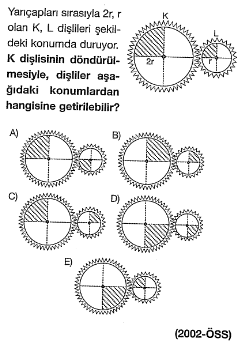 Yarıçapları sırasıyla 2r, r
olan K, L dişlileri şekil-
deki konumda duruyor.
K dişlisinin döndürül-
mesiyle, dişliler aşa-
ğıdaki konumlardan
hangisine getirilebilir?
K
L
2r
r
A)
B)
C)
D)
E)
(2002-ÖSS)